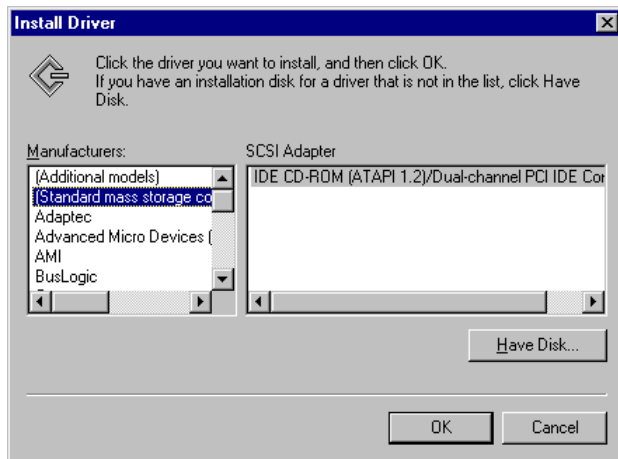 Install Driver
Click the driver you want to install, and then click OK.
If you have an installation disk for a driver that is not in the list, click Have
Disk.
Manufacturers:
(Additional models)
(Standard mass storage co
Adaptec
Advanced Micro Devices (
AMI
BusLogic
SCSI Adapter
IDE CD-ROM (ATAPI 1.2)/Dual-channel PCI IDE Cor
Have Disk...
OK
Cancel